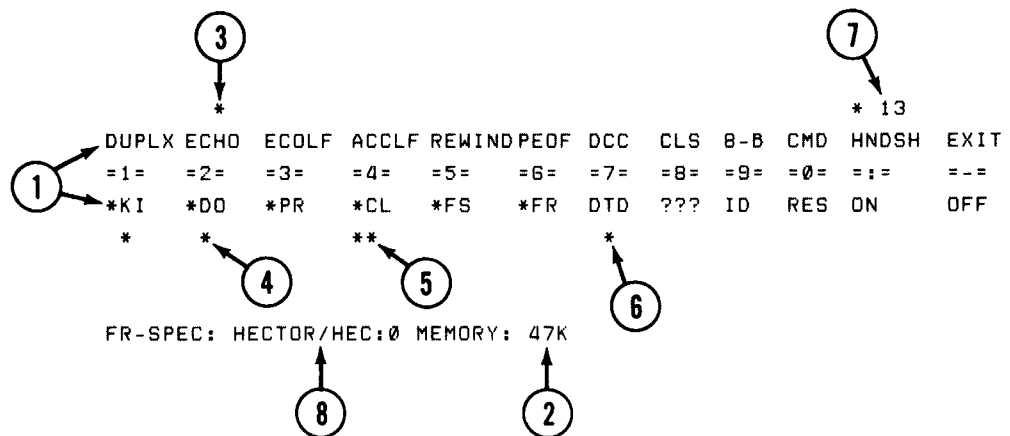 3 7
* * 13
DUPLX ECHO ECOLF ACCLF REWIND PEOF DCC CLS 8-B CMD HNDSH EXIT
1 =1= =2= =3= =4= =5= =6= =7= =8= =9= =0= =:= =-=
*KI *DO *PR *CL *FS *FR DTD ??? ID RES ON OFF
* * ** *
4 5 6
FR-SPEC: HECTOR/HEC:0 MEMORY: 47K
8 2